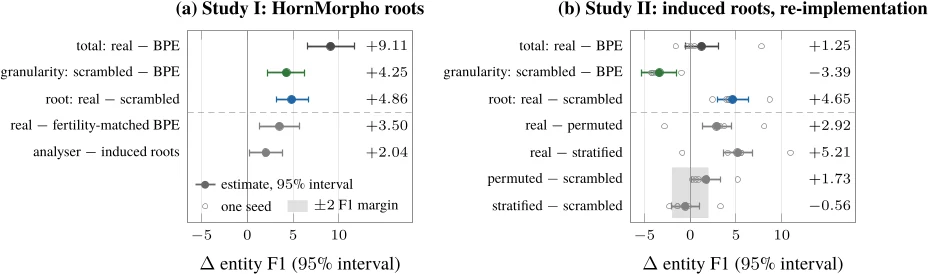 (a) Study I: HornMorpho roots
total: real − BPE +9.11
granularity: scrambled − BPE +4.25
root: real − scrambled +4.86
real − fertility-matched BPE +3.50
analyser − induced roots +2.04
estimate, 95% interval
one seed ±2 F1 margin
−5 0 5 10
Δ entity F1 (95% interval)
(b) Study II: induced roots, re-implementation
total: real − BPE +1.25
granularity: scrambled − BPE −3.39
root: real − scrambled +4.65
real − permuted +2.92
real − stratified +5.21
permuted − scrambled +1.73
stratified − scrambled −0.56
−5 0 5 10
Δ entity F1 (95% interval)